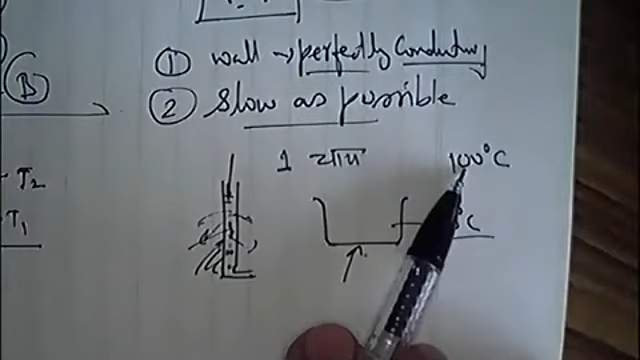 B
① wall → perfectly Conducting
② Slow as possible
T2
T1
1 
100°C
°C